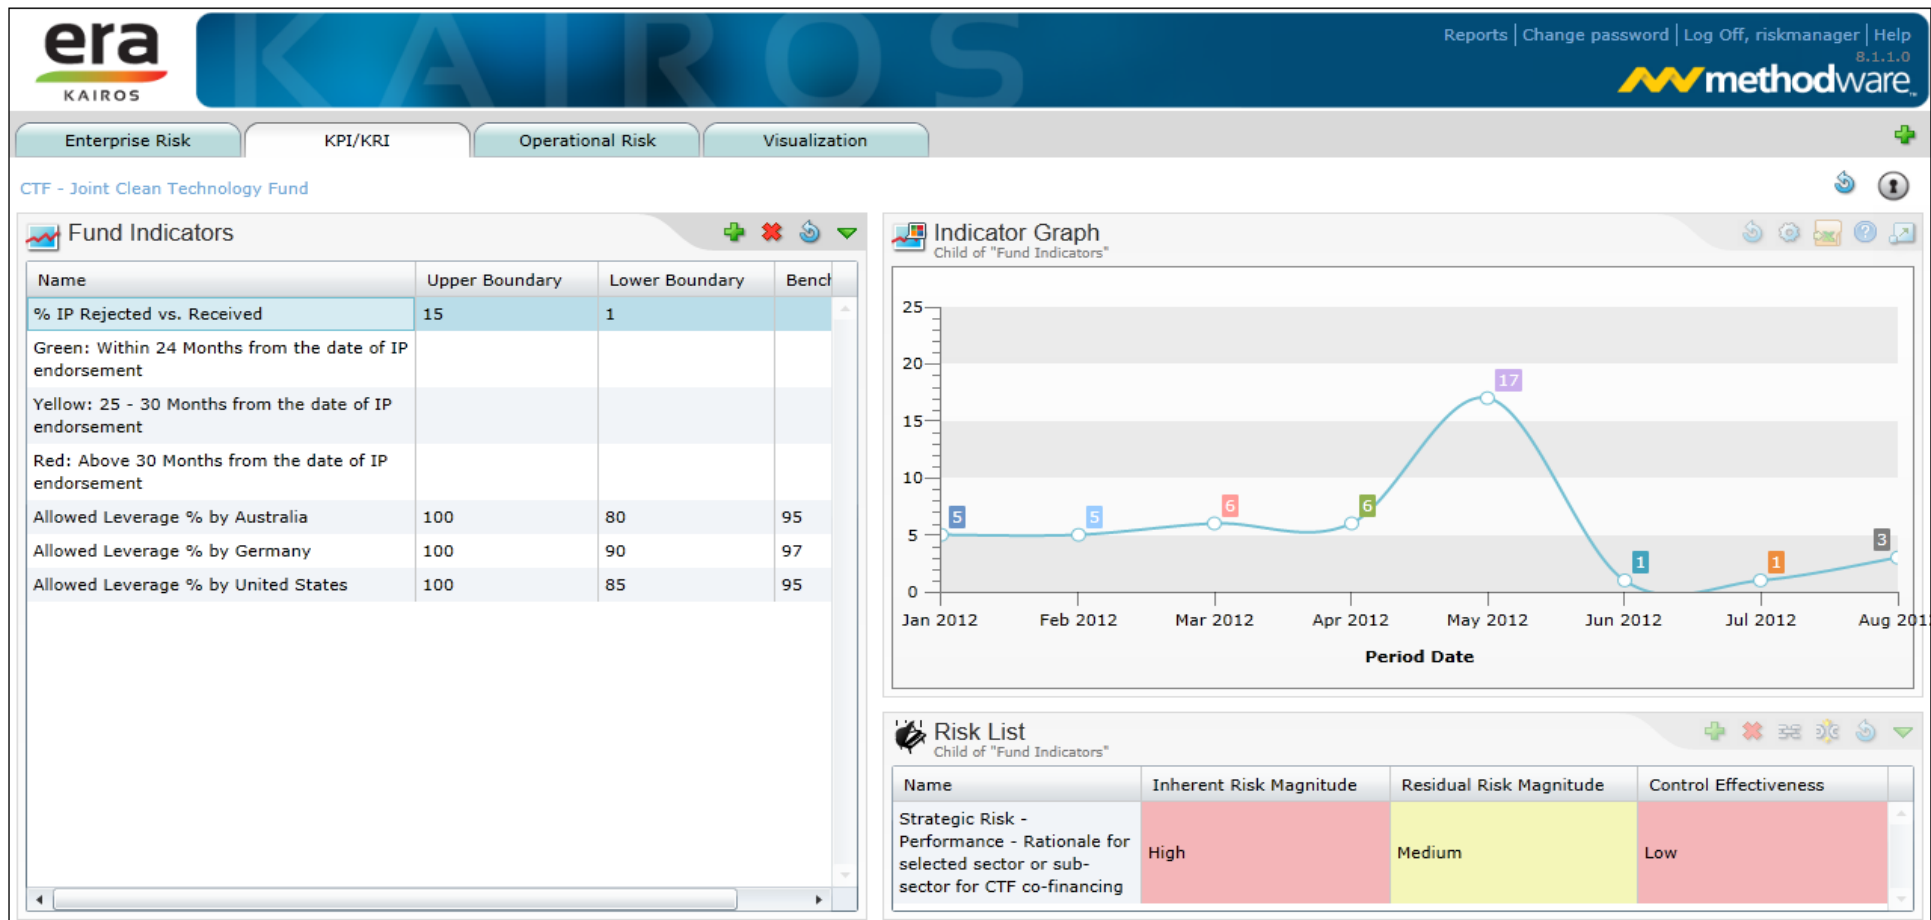 era
KAIROS
KAIROS
Reports | Change password | Log Off, riskmanager | Help
8.1.1.0
methodware
Enterprise Risk
KPI/KRI
Operational Risk
Visualization
CTF - Joint Clean Technology Fund
Fund Indicators
Name Upper Boundary Lower Boundary Bench
% IP Rejected vs. Received 15 1
Green: Within 24 Months from the date of IP
endorsement
Yellow: 25 - 30 Months from the date of IP
endorsement
Red: Above 30 Months from the date of IP
endorsement
Allowed Leverage % by Australia 100 80 95
Allowed Leverage % by Germany 100 90 97
Allowed Leverage % by United States 100 85 95
Indicator Graph
Child of "Fund Indicators"
25
20
15
10
5
0
5 5 6 6 17 1 1 3
Jan 2012 Feb 2012 Mar 2012 Apr 2012 May 2012 Jun 2012 Jul 2012 Aug 201
Period Date
Risk List
Child of "Fund Indicators"
Name Inherent Risk Magnitude Residual Risk Magnitude Control Effectiveness
Strategic Risk -
Performance - Rationale for
selected sector or sub-
sector for CTF co-financing
High Medium Low